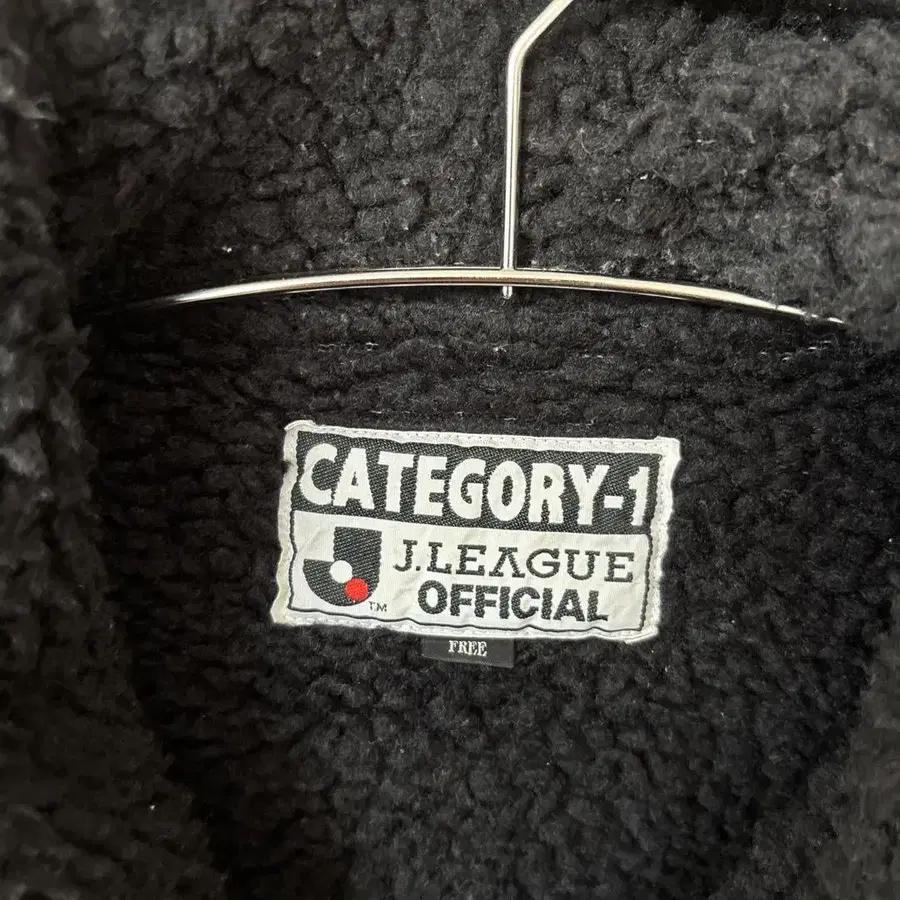 CATEGORY-1
J.LEAGUE
TM
OFFICIAL
FREE